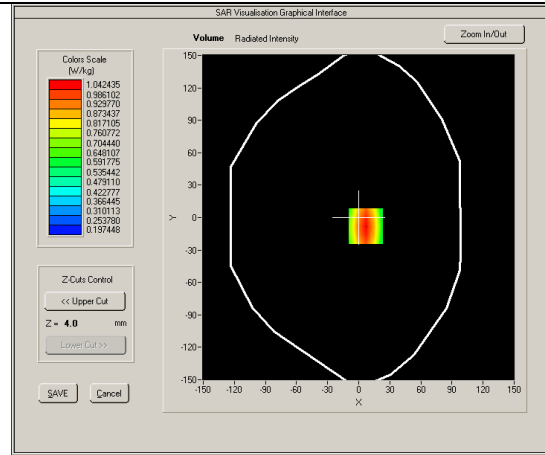 SAR Visualisation Graphical Interface
Volume Radiated Intensity
Zoom In/Out
Colors Scale
(W/kg)
1.042435
0.986102
0.929770
0.873437
0.817105
0.760772
0.704440
0.648107
0.591775
0.535442
0.479110
0.422777
0.366445
0.310113
0.253780
0.197448
Z-Cuts Control
<< Upper Cut
Z = 4.0 mm
Lower Cut >>
SAVE Cancel
150-
120-
90-
60-
30-
Y 0-
-30-
-60-
-90-
-120-
-150-
-150 -120 -90 -60 -30 0 30 60 90 120 150
X